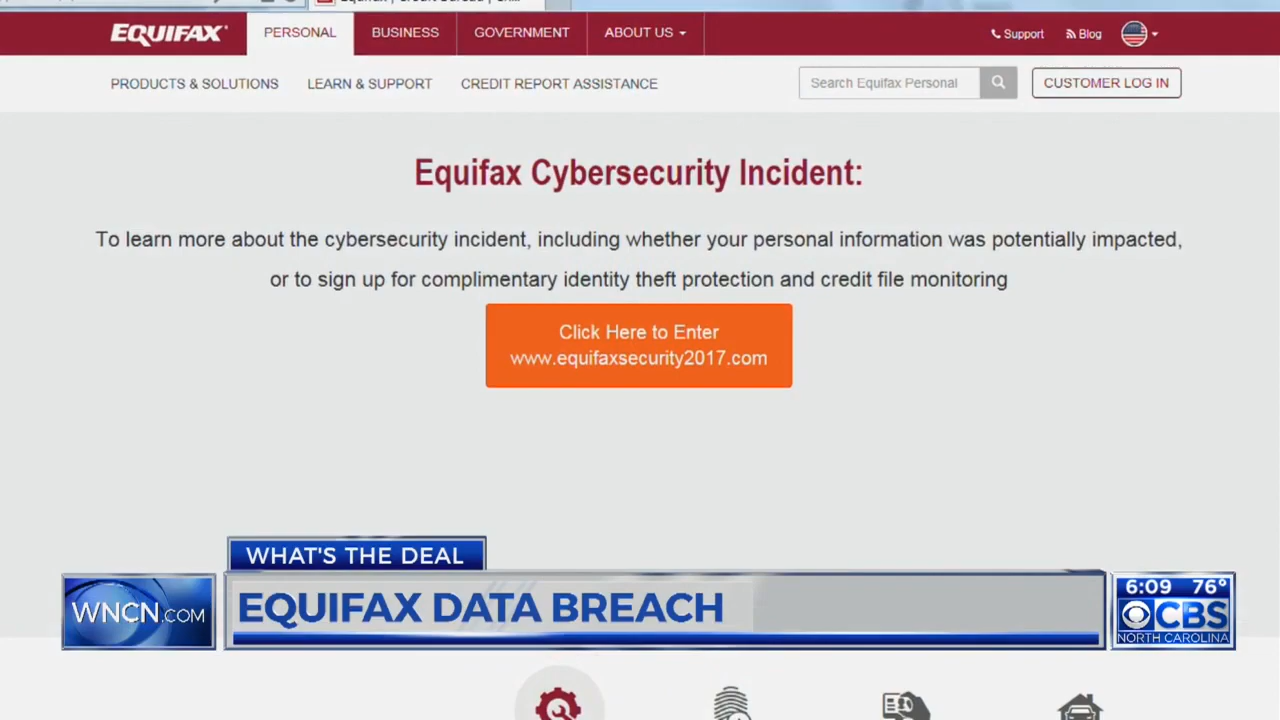 EQUIFAX
PERSONAL
BUSINESS
GOVERNMENT
ABOUT US
Support
Blog
PRODUCTS & SOLUTIONS
LEARN & SUPPORT
CREDIT REPORT ASSISTANCE
Search Equifax Personal
CUSTOMER LOG IN
Equifax Cybersecurity Incident:
To learn more about the cybersecurity incident, including whether your personal information was potentially impacted,
or to sign up for complimentary identity theft protection and credit file monitoring
Click Here to Enter
www.equifaxsecurity2017.com
WHAT'S THE DEAL
WNCN.COM
EQUIFAX DATA BREACH
6:09 76°
CBS
NORTH CAROLINA